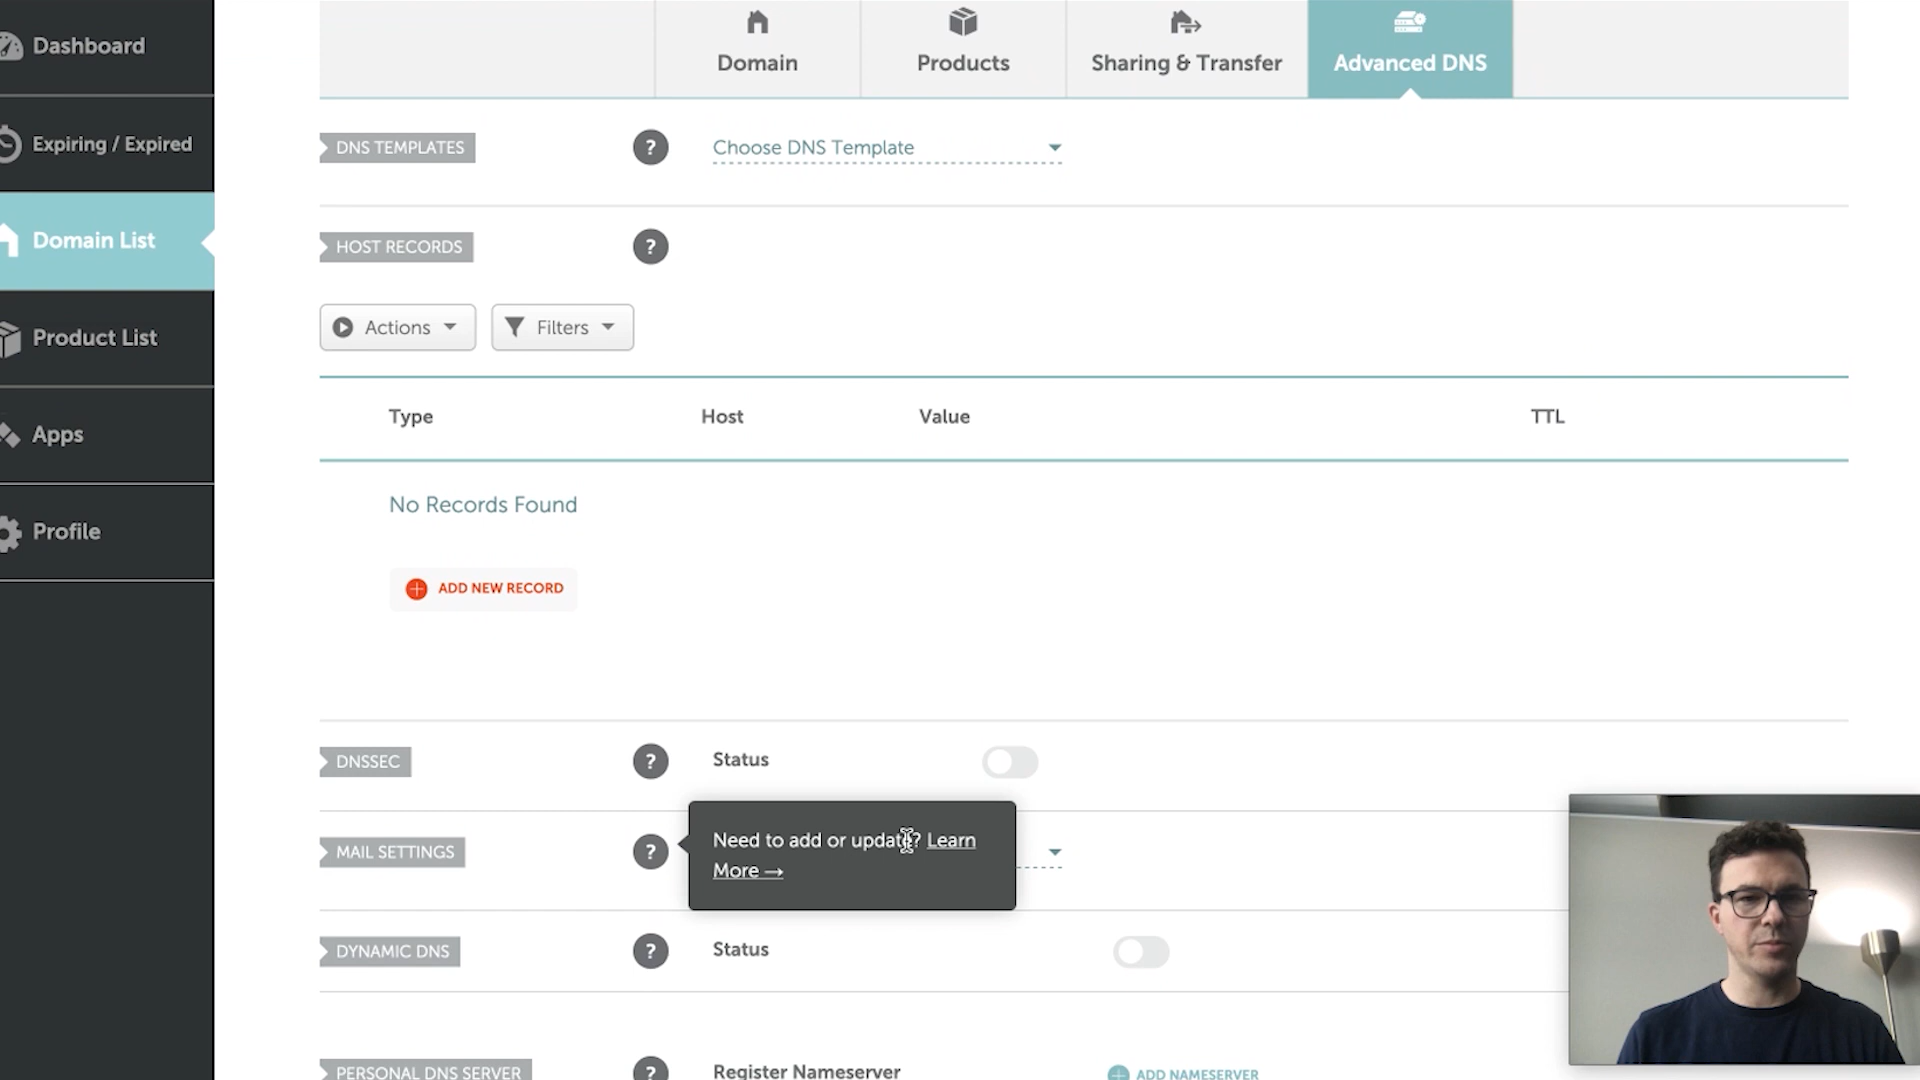 Dashboard
Expiring / Expired
Domain List
Product List
Apps
Profile
Domain
Products
Sharing & Transfer
Advanced DNS
DNS TEMPLATES
?
Choose DNS Template
HOST RECORDS
?
Actions
Filters
Type
Host
Value
TTL
No Records Found
ADD NEW RECORD
DNSSEC
?
Status
MAIL SETTINGS
?
Need to add or update? Learn
More →
DYNAMIC DNS
?
Status
PERSONAL DNS SERVER
?
Register Nameserver
ADD NAMESERVER